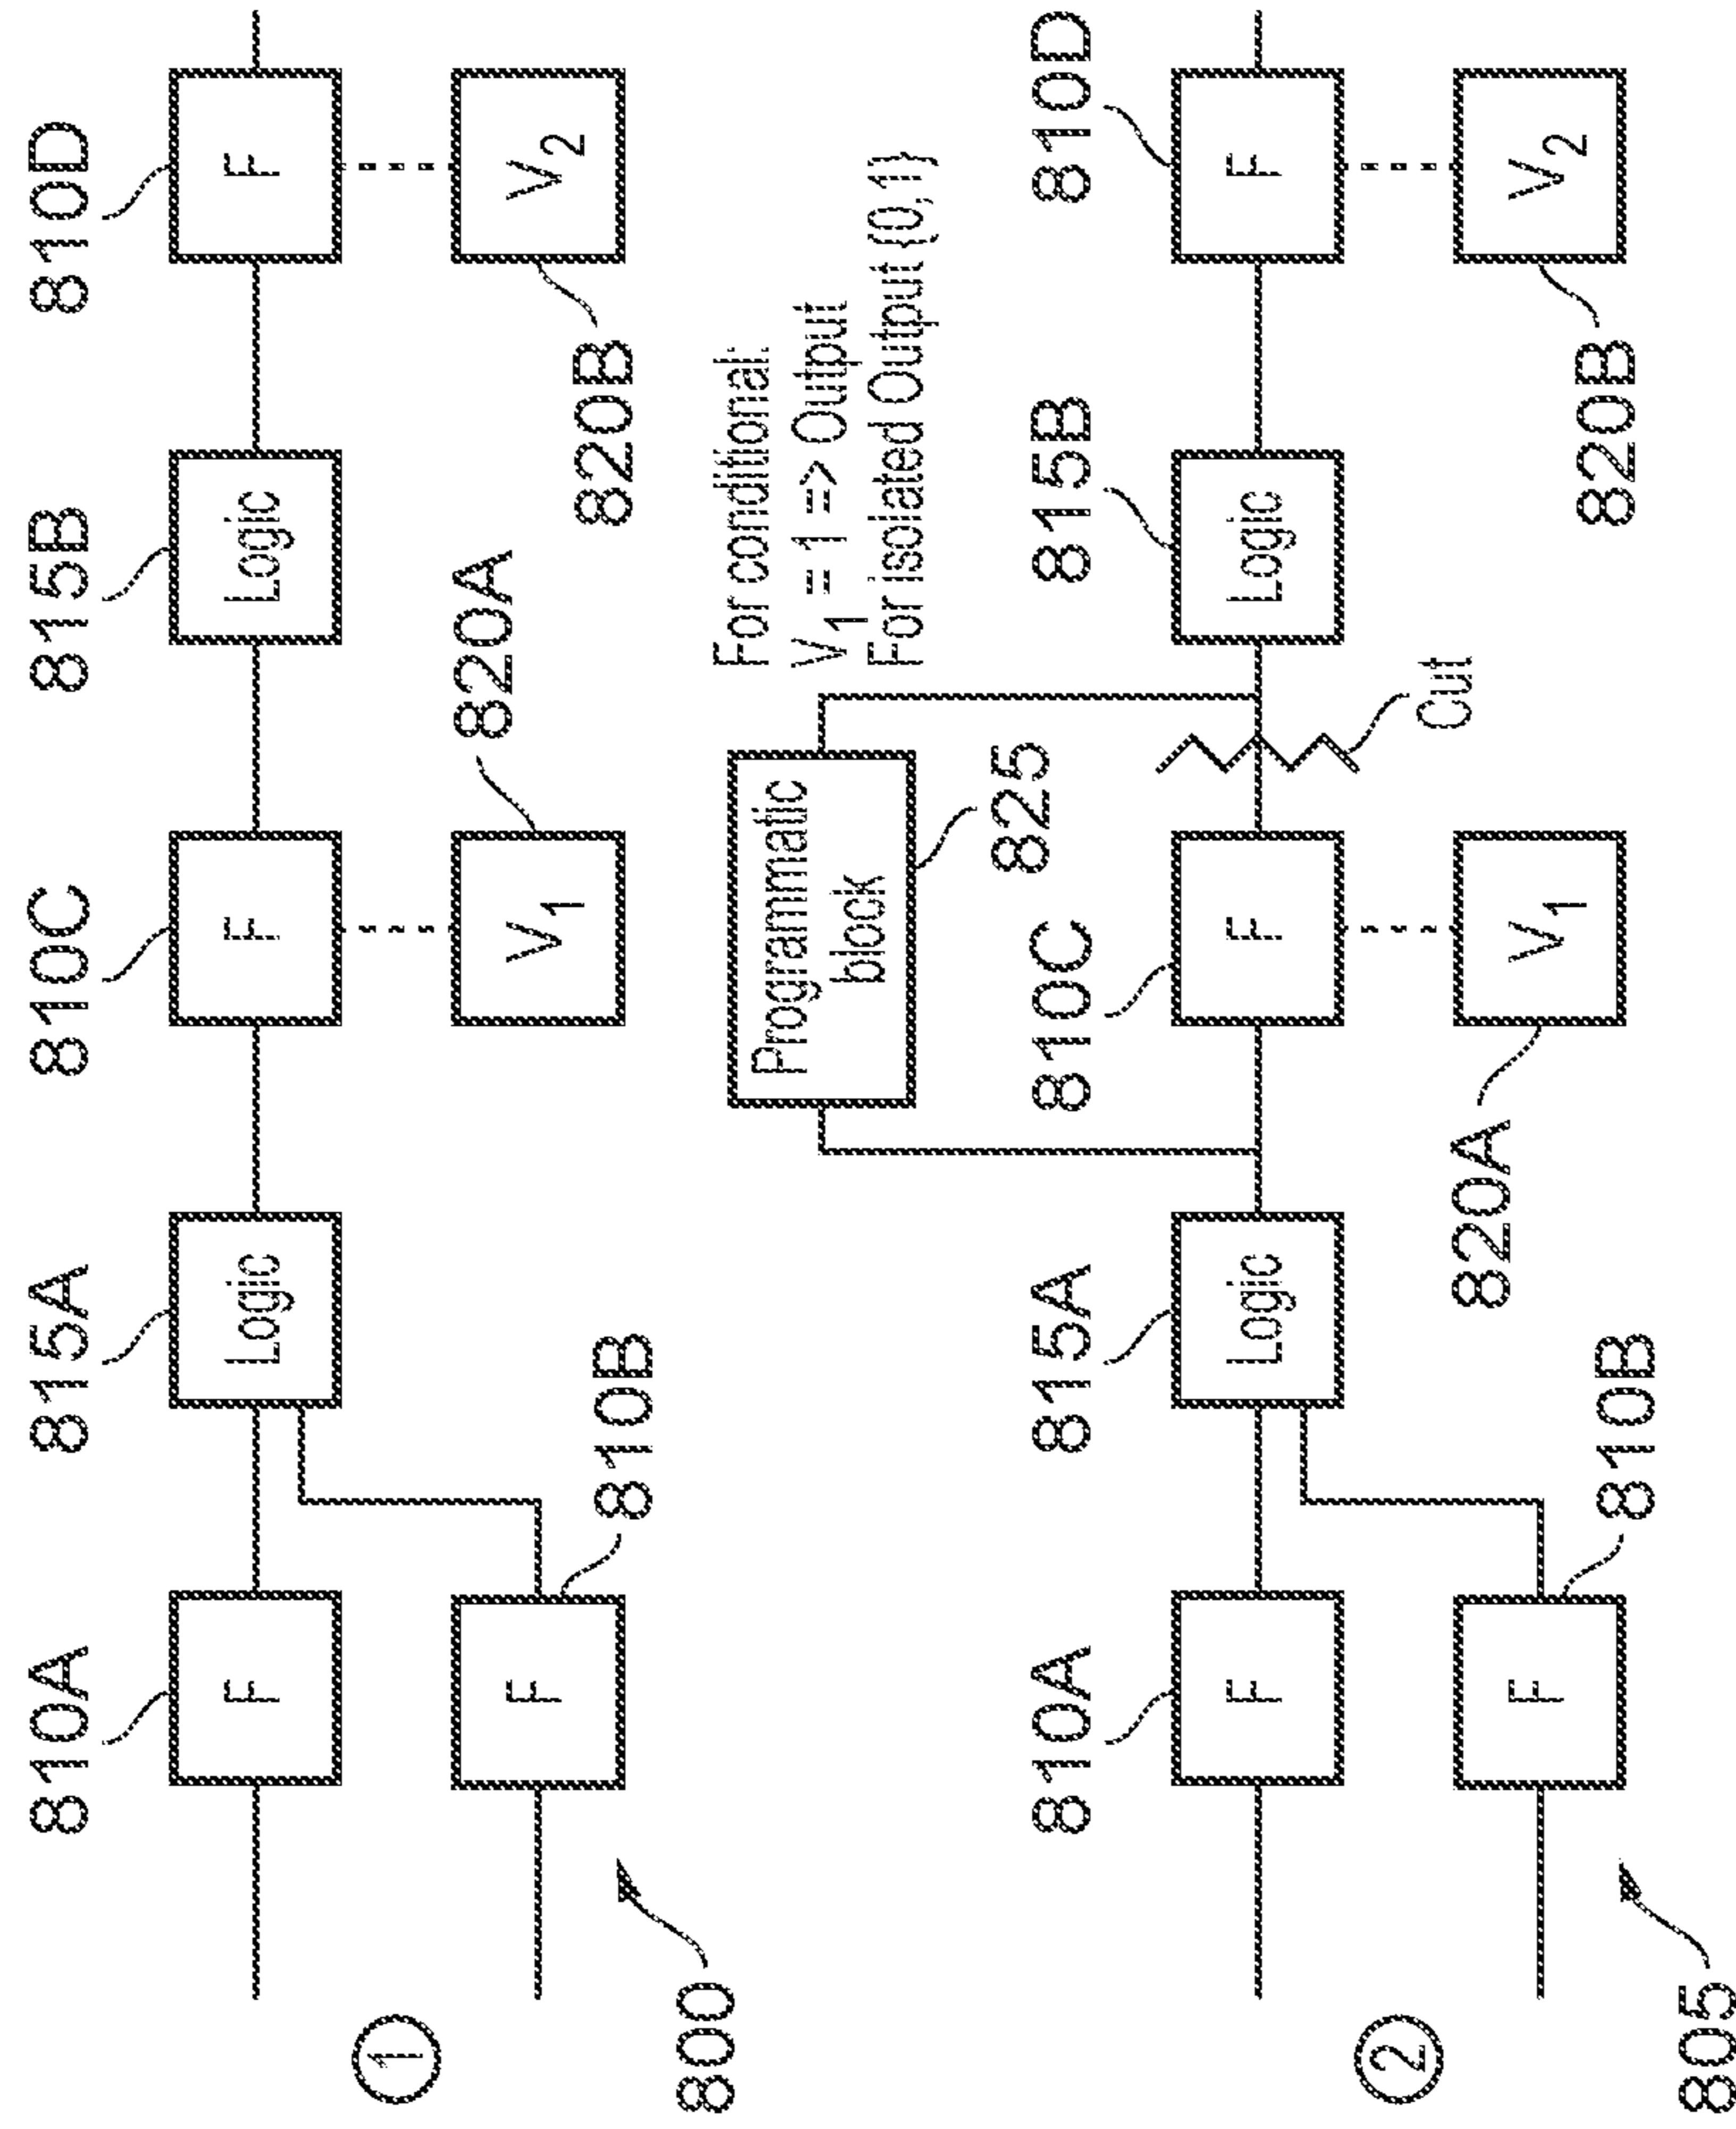 810A
815A
810C
815B
810D
F
Logic
F
Logic
F
1
F
V1
V2
810B
820A
820B
800
For conditional:
V1 = 1 => Output
For isolated Output {0,1}
Programmatic
block
825
810A
815A
810C
815B
810D
F
Logic
F
Logic
F
Cut
2
F
V1
V2
810B
820A
820B
805